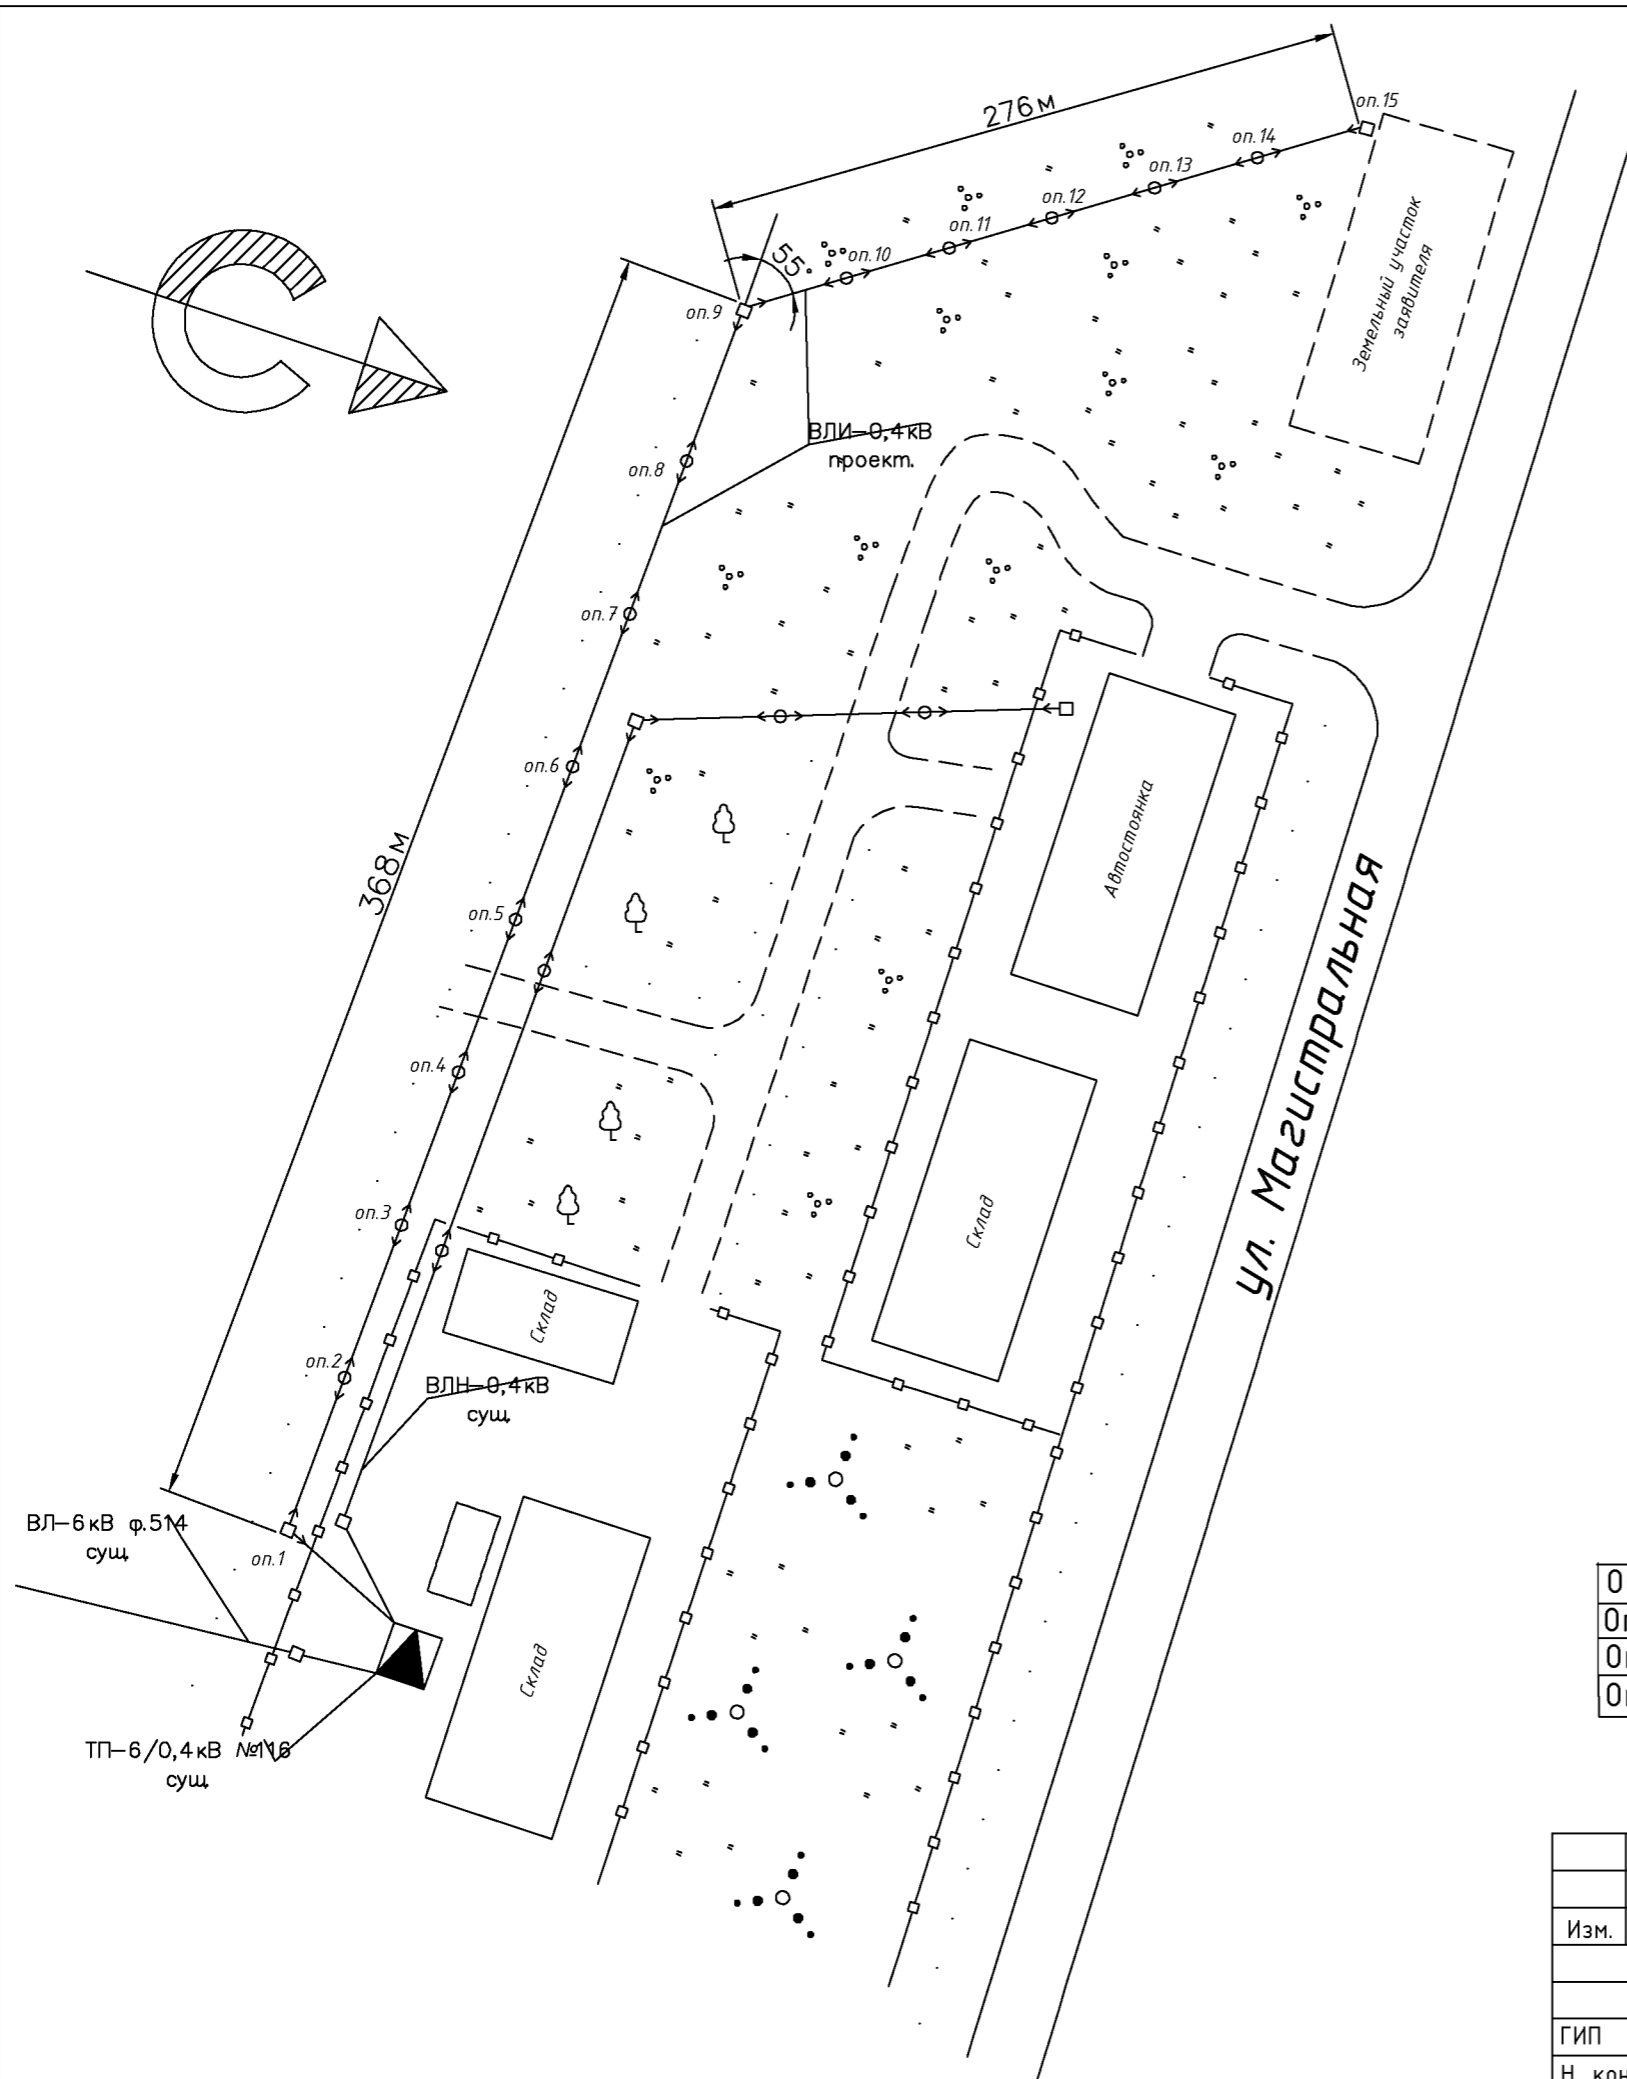 276м
оп.15
оп.14
оп.13
оп.12
оп.11
оп.10
55°
оп.9
С
Земельный участок
заявителя
ВЛИ-0,4кВ
проект.
оп.8
оп.7
оп.6
368м
Автостоянка
оп.5
ул. Магистральная
оп.4
оп.3
Склад
Склад
оп.2
ВЛН-0,4кВ
сущ.
ВЛ-6кВ ф.514
сущ.
оп.1
Склад
ТП-6/0,4кВ №116
сущ.
Изм.
ГИП